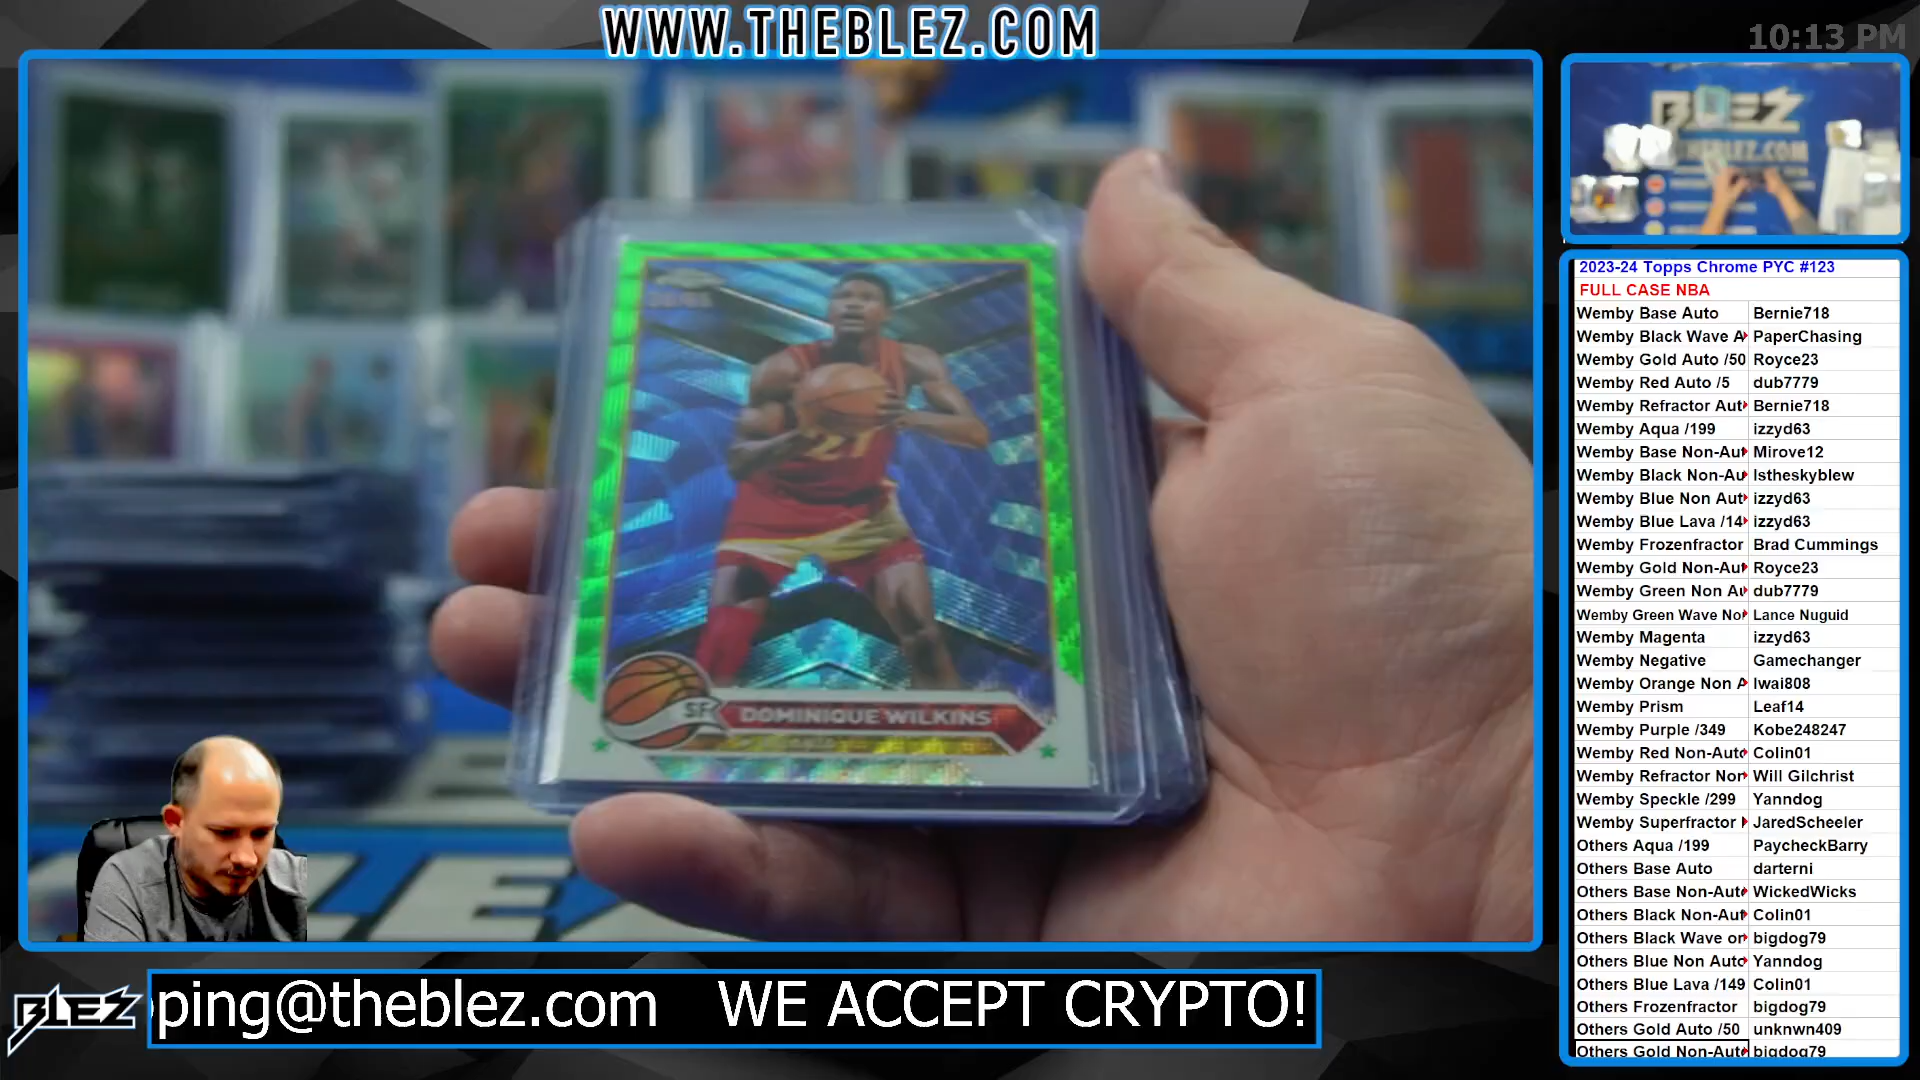 WWW.THEBLEZ.COM
10:13 PM
BLEZ
THEBLEZ.COM
21
SF
DOMINIQUE WILKINS
2023-24 Topps Chrome PYC #123
FULL CASE NBA
Wemby Base Auto Bernie718
Wemby Black Wave A PaperChasing
Wemby Gold Auto /50 Royce23
Wemby Red Auto /5 dub7779
Wemby Refractor Aut Bernie718
Wemby Aqua /199 izzyd63
Wemby Base Non-Aut Mirove12
Wemby Black Non-Au Istheskyblew
Wemby Blue Non Aut izzyd63
Wemby Blue Lava /14 izzyd63
Wemby Frozenfractor Brad Cummings
Wemby Gold Non-Aut Royce23
Wemby Green Non Au dub7779
Wemby Green Wave No Lance Nuguid
Wemby Magenta izzyd63
Wemby Negative Gamechanger
Wemby Orange Non A Iwai808
Wemby Prism Leaf14
Wemby Purple /349 Kobe248247
Wemby Red Non-Auto Colin01
Wemby Refractor Nor Will Gilchrist
Wemby Speckle /299 Yanndog
Wemby Superfractor JaredScheeler
Others Aqua /199 PaycheckBarry
Others Base Auto darterni
Others Base Non-Auto WickedWicks
Others Black Non-Aut Colin01
Others Black Wave or bigdog79
Others Blue Non Auto Yanndog
Others Blue Lava /149 Colin01
Others Frozenfractor bigdog79
Others Gold Auto /50 unknwn409
Others Gold Non-Auto bigdog79
BLEZ
ping@theblez.com WE ACCEPT CRYPTO!